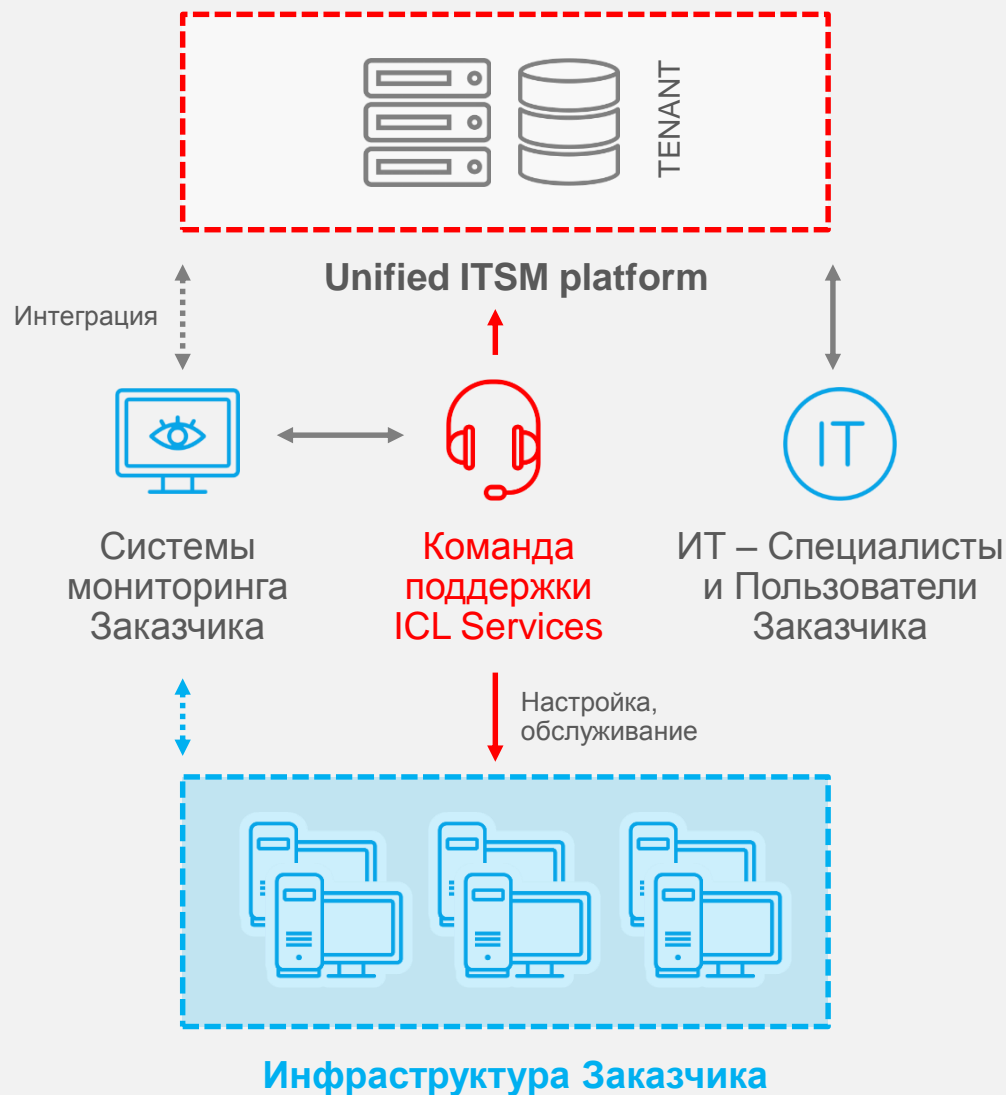 TENANT
Unified ITSM platform
Интеграция
IT
Системы
мониторинга
Заказчика
Команда
поддержки
ICL Services
ИТ – Специалисты
и Пользователи
Заказчика
Настройка,
обслуживание
Инфраструктура Заказчика